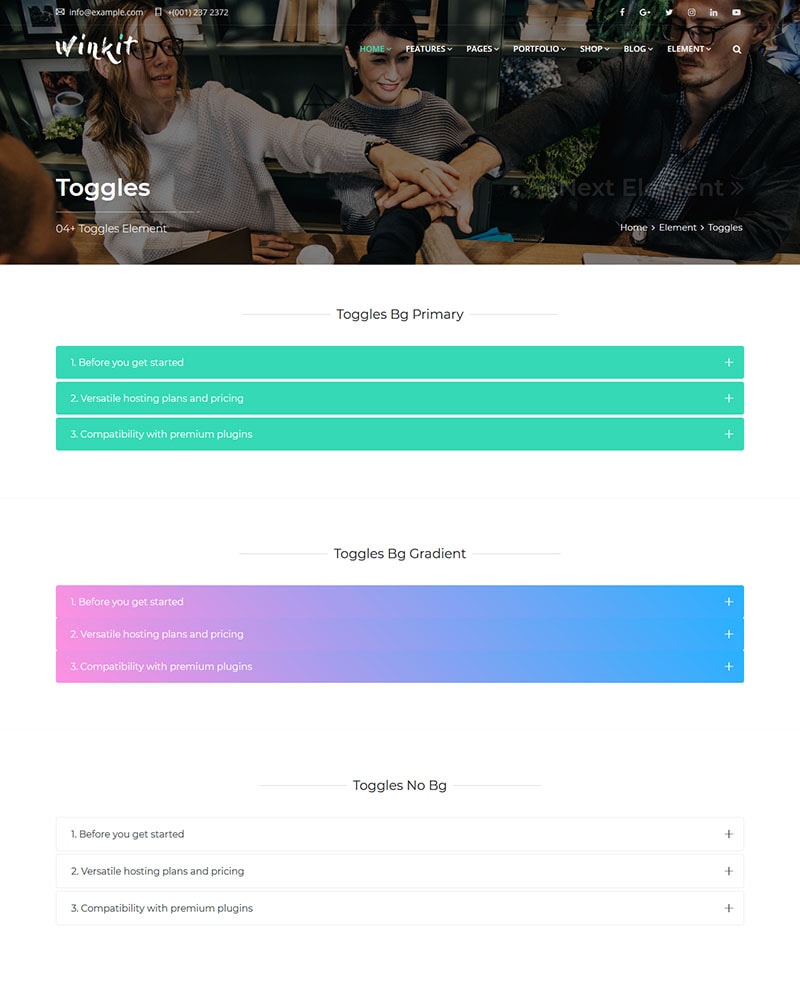 info@example.com +(001) 237 2372
winkit
HOME FEATURES PAGES PORTFOLIO SHOP BLOG ELEMENT
Toggles
Next Element »
04+ Toggles Element
Home > Element > Toggles
Toggles Bg Primary
1. Before you get started +
2. Versatile hosting plans and pricing +
3. Compatibility with premium plugins +
Toggles Bg Gradient
1. Before you get started +
2. Versatile hosting plans and pricing +
3. Compatibility with premium plugins +
Toggles No Bg
1. Before you get started +
2. Versatile hosting plans and pricing +
3. Compatibility with premium plugins +